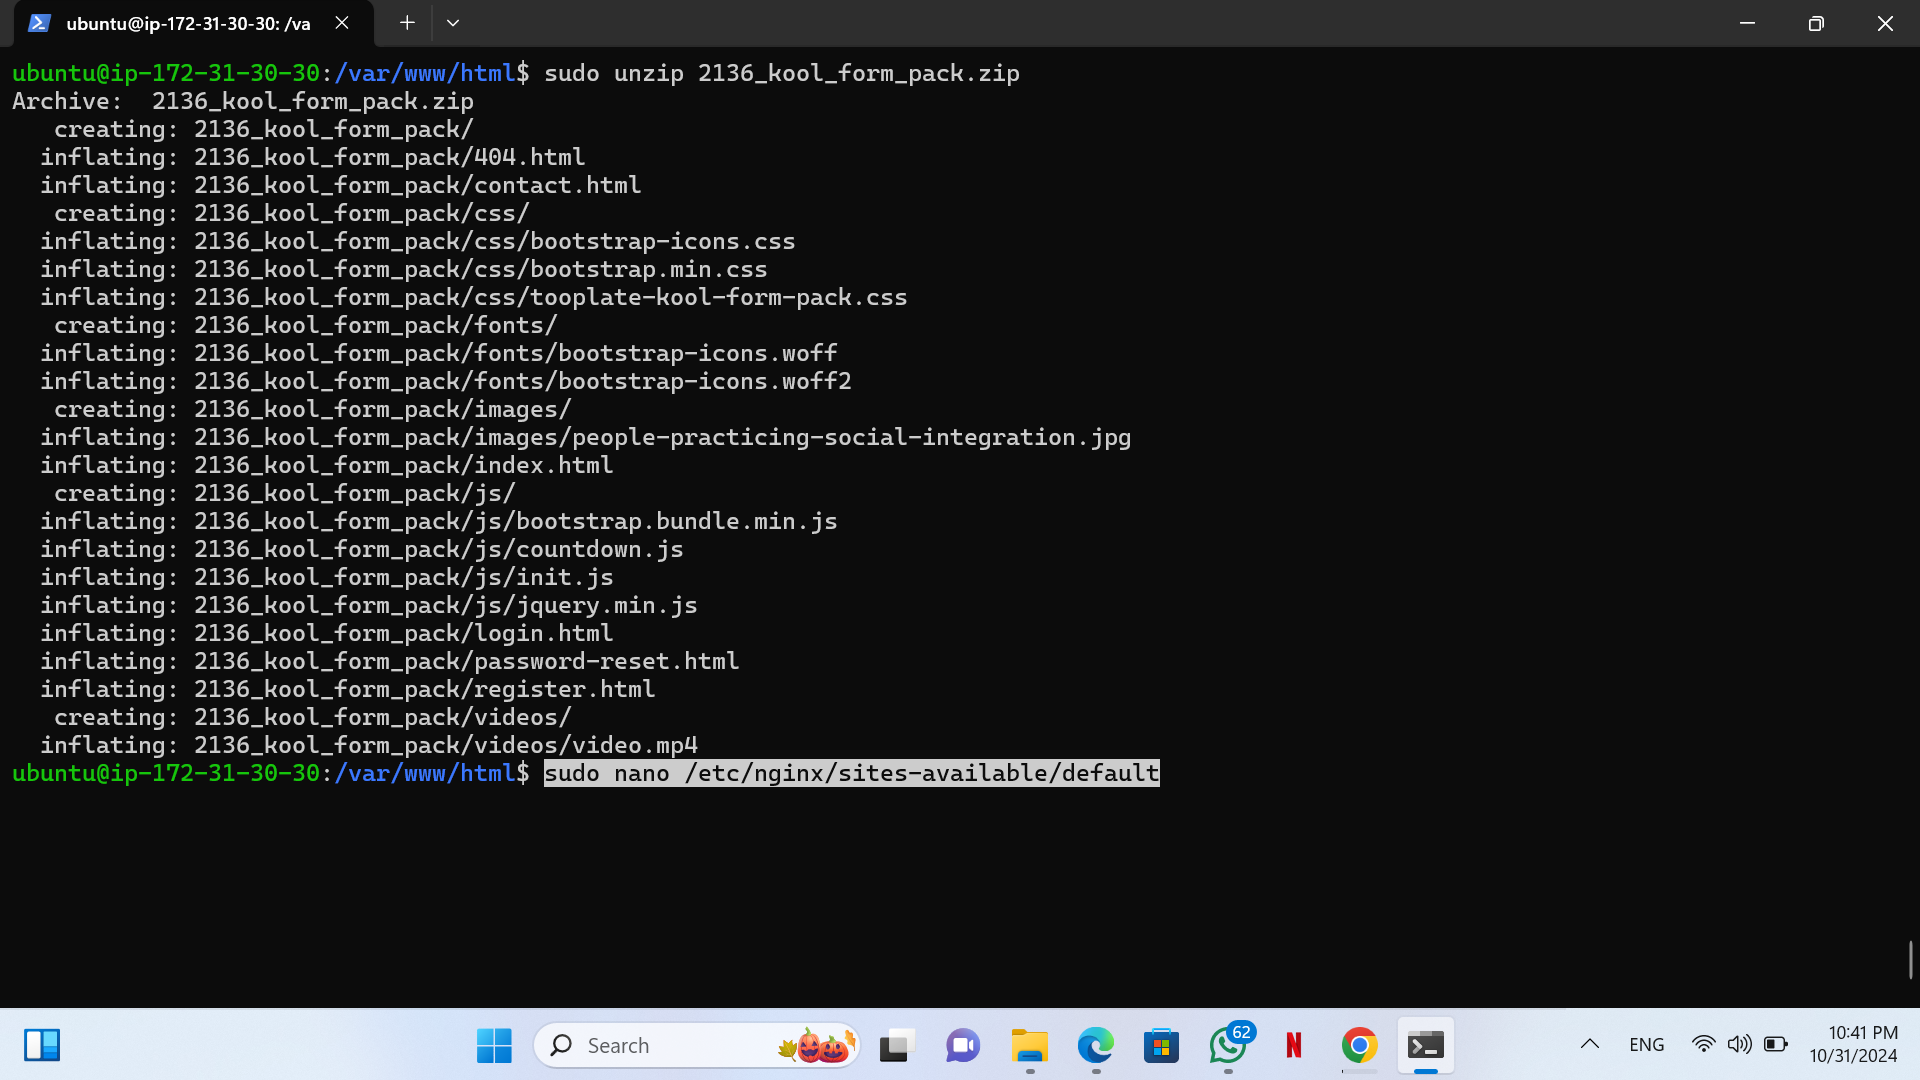 ubuntu@ip-172-31-30-30: /va
ubuntu@ip-172-31-30-30:/var/www/html$ sudo unzip 2136_kool_form_pack.zip
Archive:  2136_kool_form_pack.zip
   creating: 2136_kool_form_pack/
  inflating: 2136_kool_form_pack/404.html
  inflating: 2136_kool_form_pack/contact.html
   creating: 2136_kool_form_pack/css/
  inflating: 2136_kool_form_pack/css/bootstrap-icons.css
  inflating: 2136_kool_form_pack/css/bootstrap.min.css
  inflating: 2136_kool_form_pack/css/tooplate-kool-form-pack.css
   creating: 2136_kool_form_pack/fonts/
  inflating: 2136_kool_form_pack/fonts/bootstrap-icons.woff
  inflating: 2136_kool_form_pack/fonts/bootstrap-icons.woff2
   creating: 2136_kool_form_pack/images/
  inflating: 2136_kool_form_pack/images/people-practicing-social-integration.jpg
  inflating: 2136_kool_form_pack/index.html
   creating: 2136_kool_form_pack/js/
  inflating: 2136_kool_form_pack/js/bootstrap.bundle.min.js
  inflating: 2136_kool_form_pack/js/countdown.js
  inflating: 2136_kool_form_pack/js/init.js
  inflating: 2136_kool_form_pack/js/jquery.min.js
  inflating: 2136_kool_form_pack/login.html
  inflating: 2136_kool_form_pack/password-reset.html
  inflating: 2136_kool_form_pack/register.html
   creating: 2136_kool_form_pack/videos/
  inflating: 2136_kool_form_pack/videos/video.mp4
ubuntu@ip-172-31-30-30:/var/www/html$ sudo nano /etc/nginx/sites-available/default
Search
62
N
ENG
10:41 PM
10/31/2024